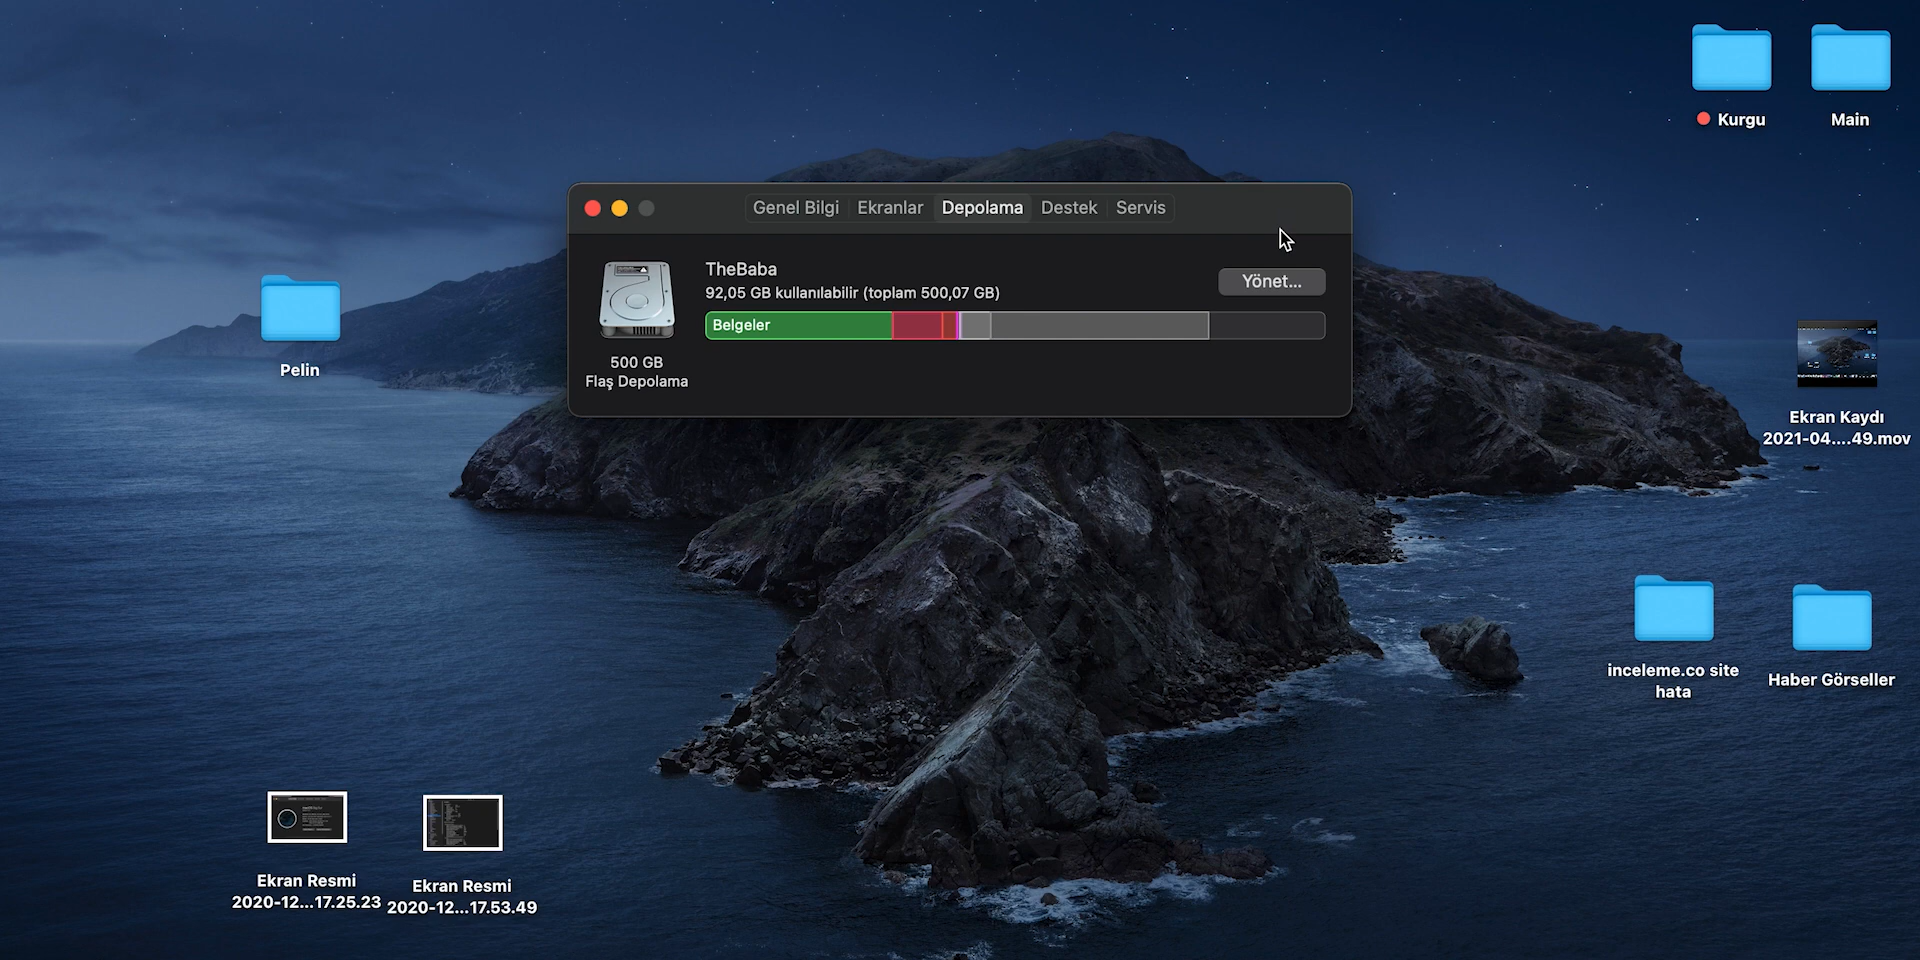 Kurgu
Main
Genel Bilgi
Ekranlar
Depolama
Destek
Servis
TheBaba
92,05 GB kullanılabilir (toplam 500,07 GB)
Yönet...
Belgeler
500 GB
Flaş Depolama
Pelin
Ekran Kaydı
2021-04....49.mov
inceleme.co site
hata
Haber Görseller
Ekran Resmi
2020-12...17.25.23
Ekran Resmi
2020-12...17.53.49